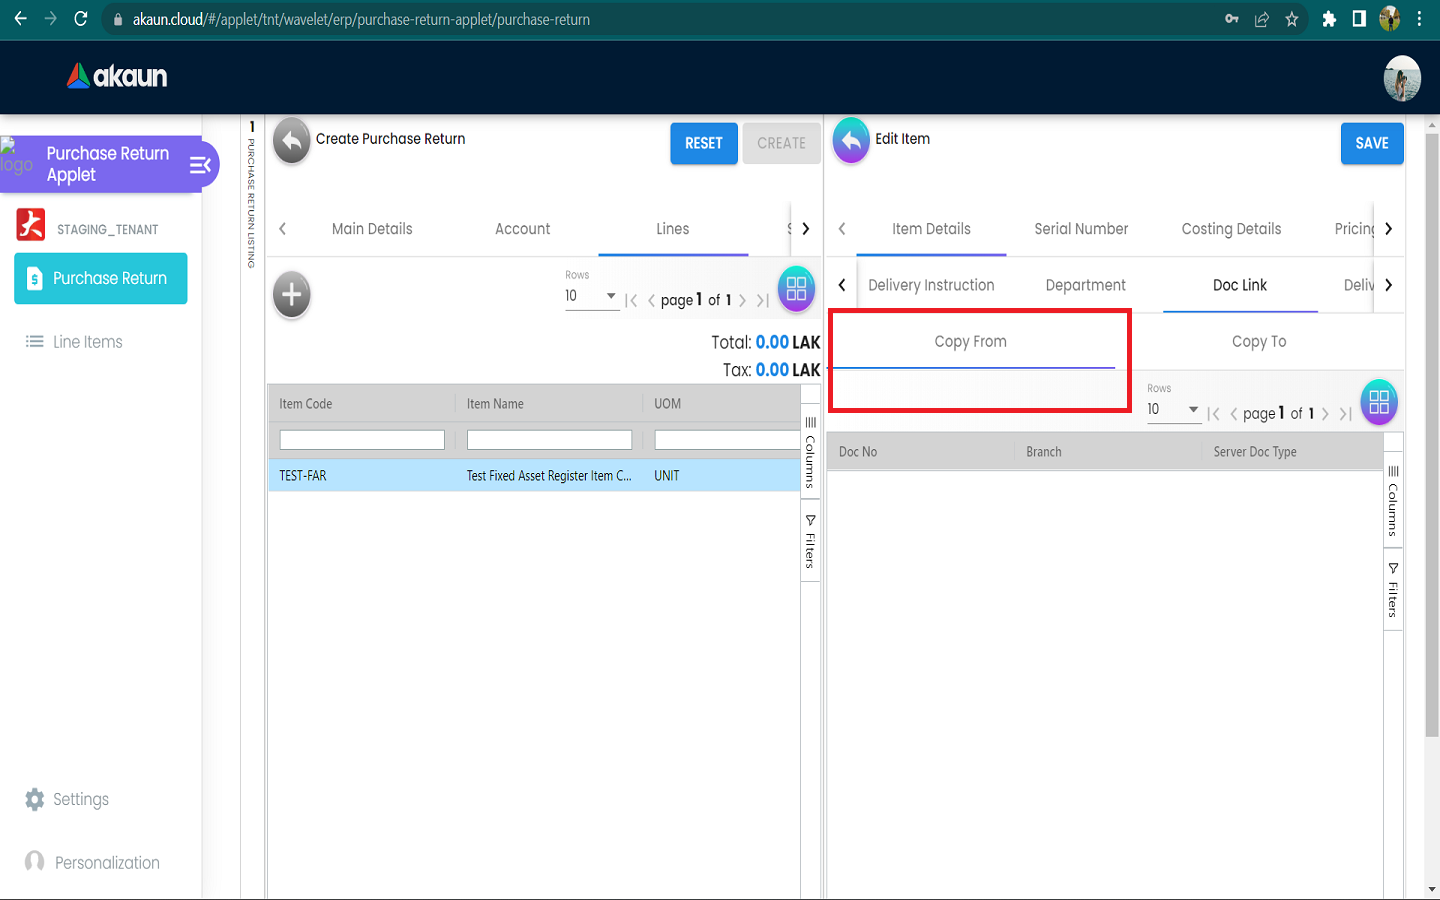 akaun.cloud/#/applet/tnt/wavelet/erp/purchase-return-applet/purchase-return
akaun
logo
Purchase Return
Applet
STAGING_TENANT
Purchase Return
Line Items
Settings
Personalization
1
PURCHASE RETURN LISTING
Create Purchase Return
RESET
CREATE
Main Details
Account
Lines
Rows
10
page 1 of 1
Total: 0.00 LAK
Tax: 0.00 LAK
Item Code
Item Name
UOM
TEST-FAR
Test Fixed Asset Register Item C...
UNIT
Columns
Filters
Edit Item
SAVE
Item Details
Serial Number
Costing Details
Pricing
Delivery Instruction
Department
Doc Link
Deliv
Copy From
Copy To
Rows
10
page 1 of 1
Doc No
Branch
Server Doc Type
Columns
Filters